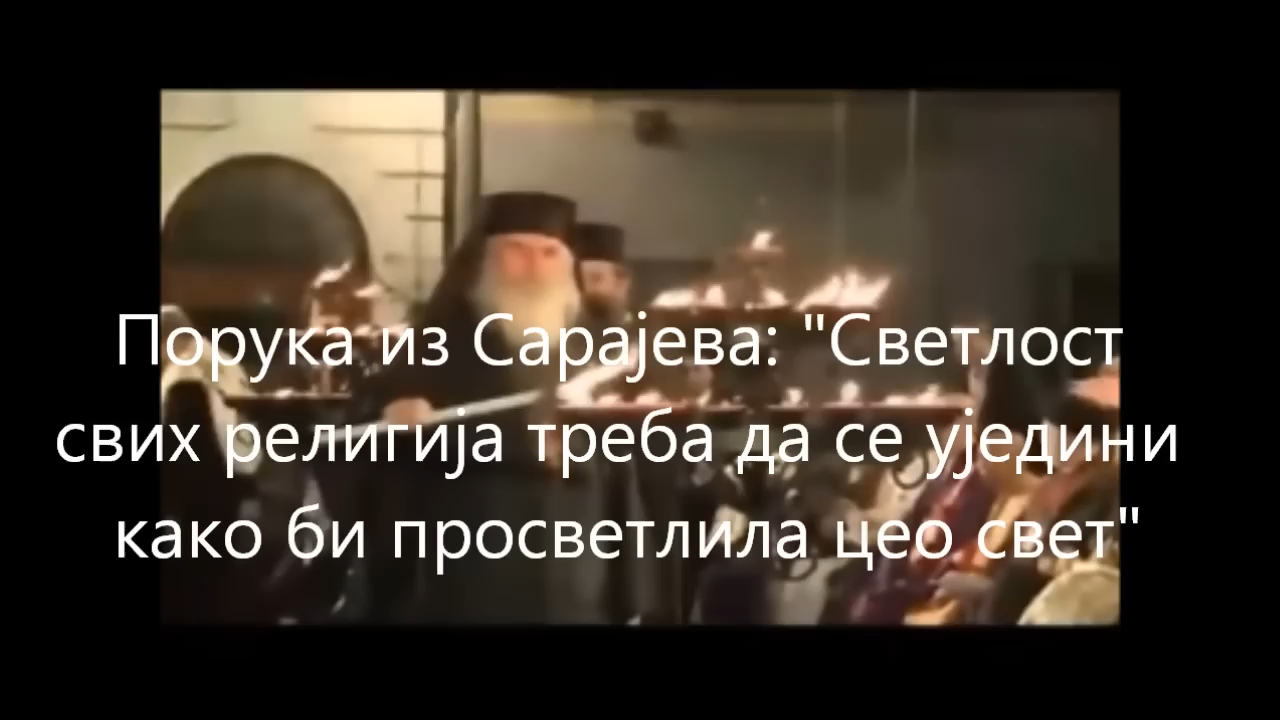 Порука из Сарајева: "Светлост
свих религија треба да се уједини
како би просветлила цео свет"